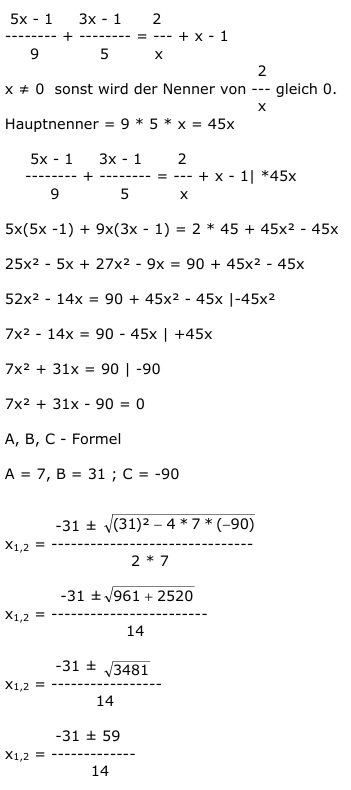 5x - 1     3x - 1     2
-------- + -------- = --- + x - 1
9     5     x
2
x ≠ 0  sonst wird der Nenner von --- gleich 0.
x
Hauptnenner = 9 * 5 * x = 45x
5x - 1     3x - 1     2
-------- + -------- = --- + x - 1| *45x
9     5     x
5x(5x -1) + 9x(3x - 1) = 2 * 45 + 45x² - 45x
25x² - 5x + 27x² - 9x = 90 + 45x² - 45x
52x² - 14x = 90 + 45x² - 45x |-45x²
7x² - 14x = 90 - 45x | +45x
7x² + 31x = 90 | -90
7x² + 31x - 90 = 0
A, B, C - Formel
A = 7, B = 31 ; C = -90
-31 ± √(31)² − 4 * 7 * (−90)
x₁,₂ = ---------------------------------
2 * 7
-31 ± √961 + 2520
x₁,₂ = -------------------------
14
-31 ± √3481
x₁,₂ = ------------------
14
-31 ± 59
x₁,₂ = -------------
14